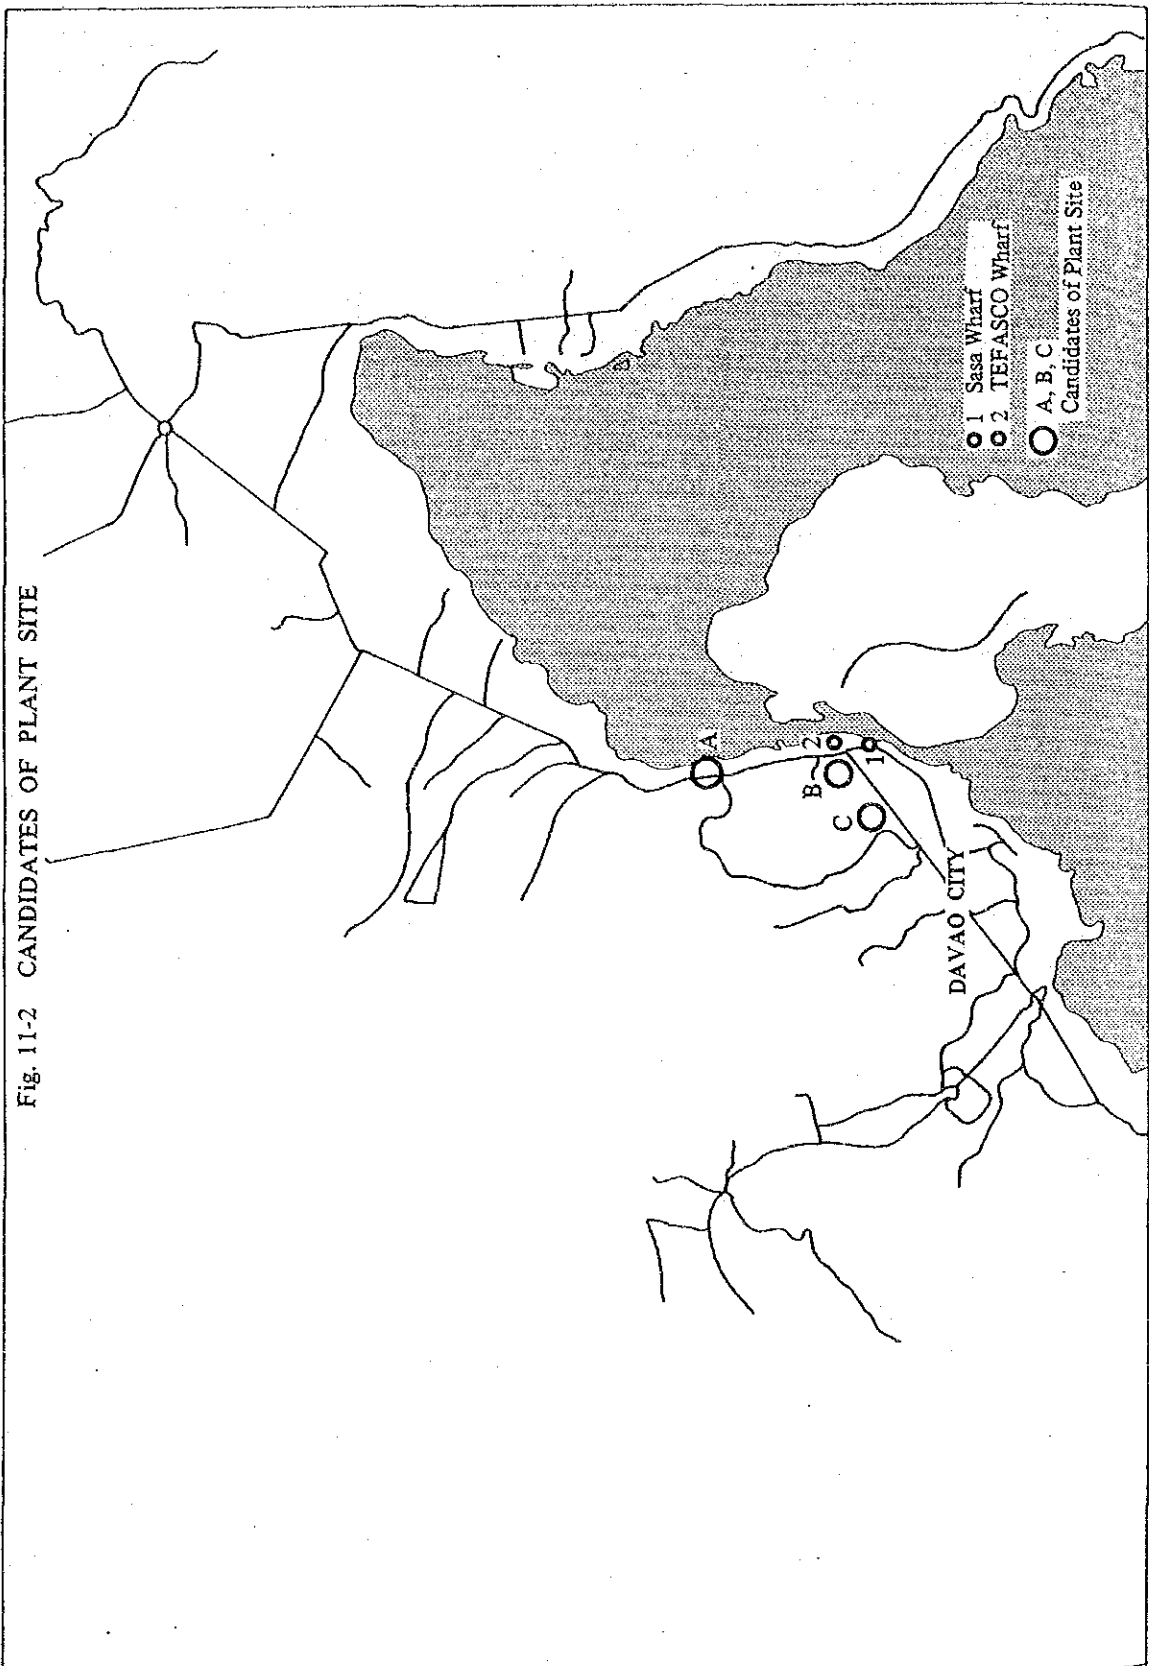 Fig. 11-2 CANDIDATES OF PLANT SITE
A
2
B
1
C
DAVAO CITY
1 Sasa Wharf
2 TEFASCO Wharf
A, B, C
Candidates of Plant Site